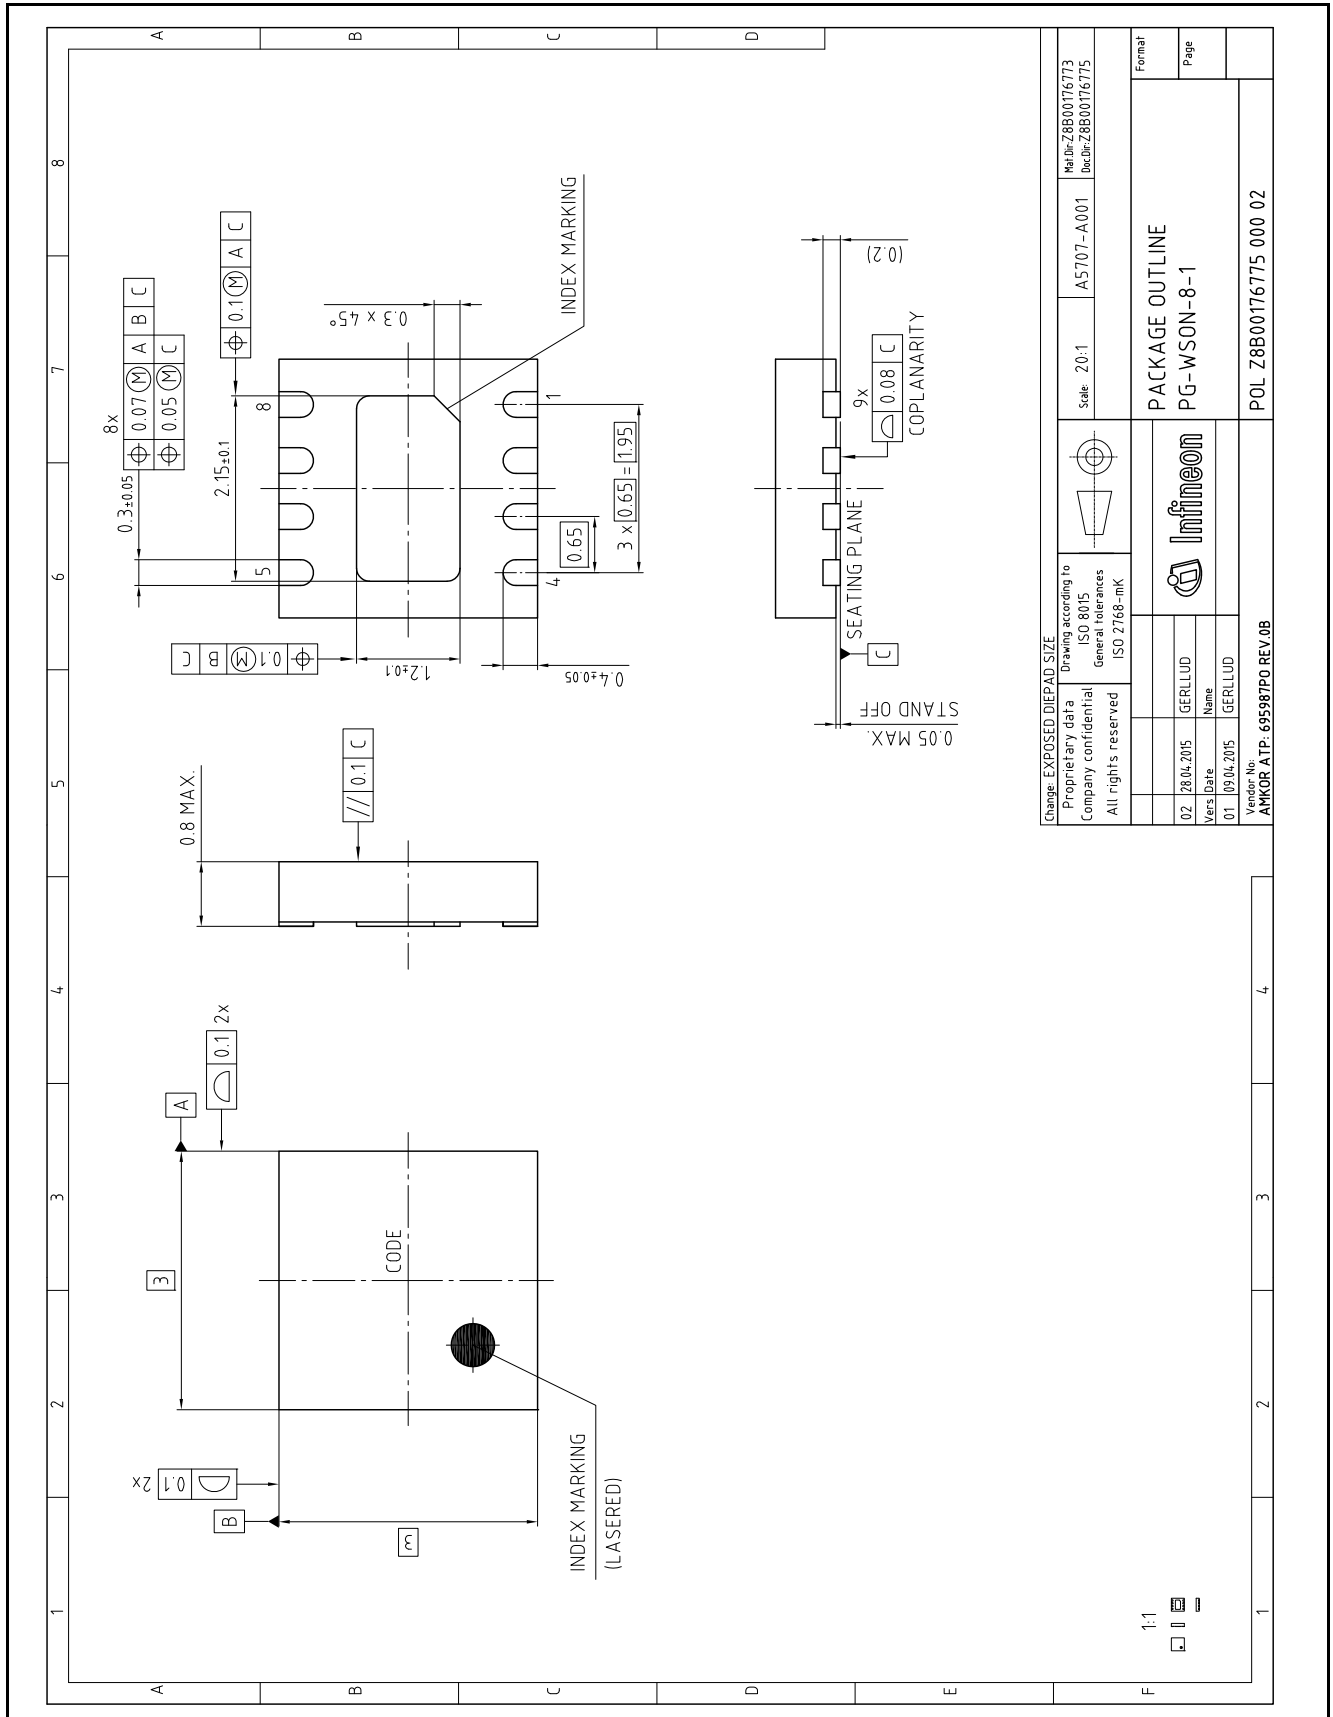 1
2
3
4
5
6
7
8
A
B
C
D
E
F
A
B
C
D
1
2
3
4
B
0.1 2x
3
3
A
0.1 2x
CODE
INDEX MARKING
(LASERED)
0.8 MAX.
// 0.1 C
8x
0.3±0.05
⌖ 0.07 Ⓜ A B C
⌖ 0.05 Ⓜ C
2.15±0.1
⌖ 0.1 Ⓜ A C
⌖ 0.1 Ⓜ B C
1.2±0.1
0.4±0.05
5
8
4
1
0.3 x 45°
INDEX MARKING
0.65
3 x 0.65 = 1.95
(0.2)
9x
0.08 C
COPLANARITY
SEATING PLANE
C
0.05 MAX.
STAND OFF
1:1
Change: EXPOSED DIEPAD SIZE
Proprietary data
Company confidential
All rights reserved
Drawing according to
ISO 8015
General tolerances
ISO 2768-mK
Scale: 20:1
A5707-A001
Mat.Dir:Z8B00176773
Doc.Dir:Z8B00176775
02 28.04.2015 GERLLUD
Vers. Date Name
01 09.04.2015 GERLLUD
Infineon
PACKAGE OUTLINE
PG-WSON-8-1
Format
Page
Vendor No:
AMKOR ATP: 695987PO REV.0B
POL Z8B00176775 000 02